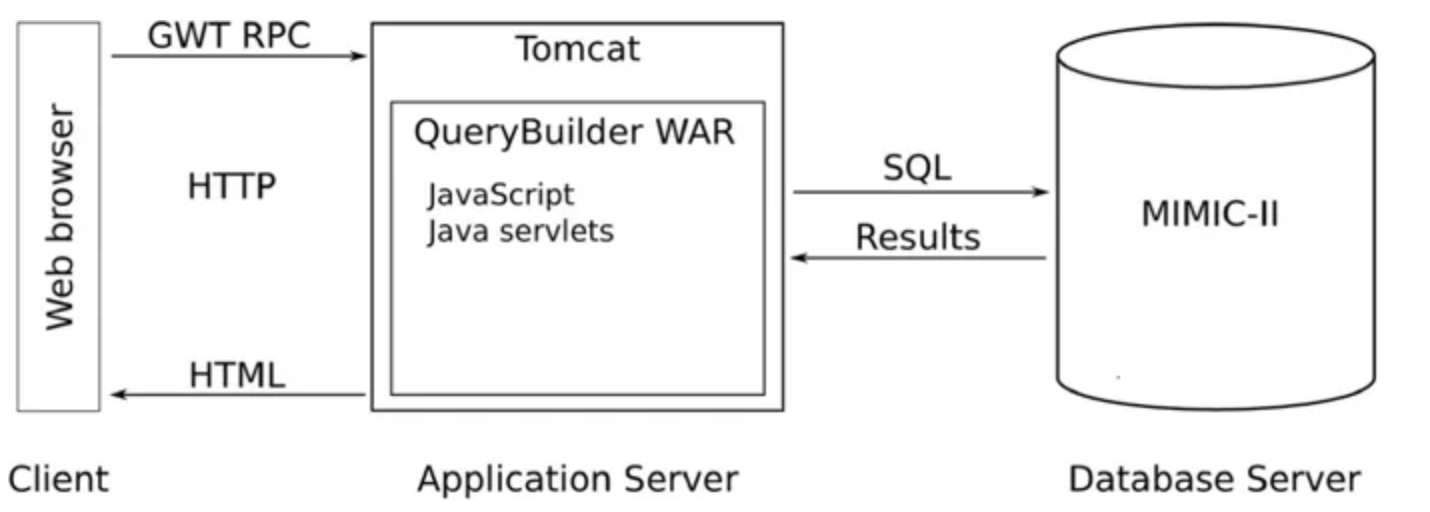 GWT RPC
Tomcat
Web browser
QueryBuilder WAR
HTTP
JavaScript
Java servlets
SQL
MIMIC-II
Results
HTML
Client
Application Server
Database Server